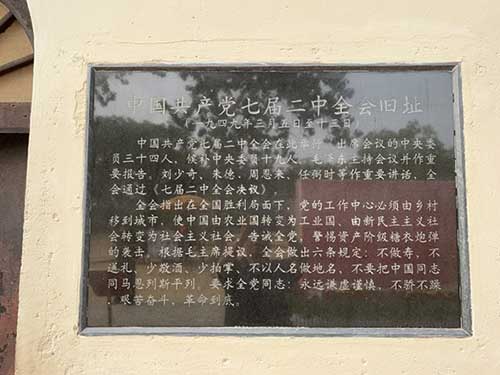 中国共产党七届二中全会旧址
（一九四九年三月五日至十三日）
中国共产党七届二中全会在此举行。出席会议的中央委
员三十四人，候补中央委员十九人。毛泽东主持会议并作重
要报告，刘少奇、朱德、周恩来、任弼时等作重要讲话，全
会通过《七届二中全会决议》。
全会指出在全国胜利局面下，党的工作中心必须由乡村
移到城市，使中国由农业国转变为工业国，由新民主主义社
会转变为社会主义社会。告诫全党，警惕资产阶级糖衣炮弹
的袭击。根据毛主席提议，全会做出六条规定：不做寿，不
送礼，少敬酒，少拍掌，不以人名做地名，不要把中国同志
同马恩列斯平列。要求全党同志：永远谦虚谨慎，不骄不躁
，艰苦奋斗，革命到底。